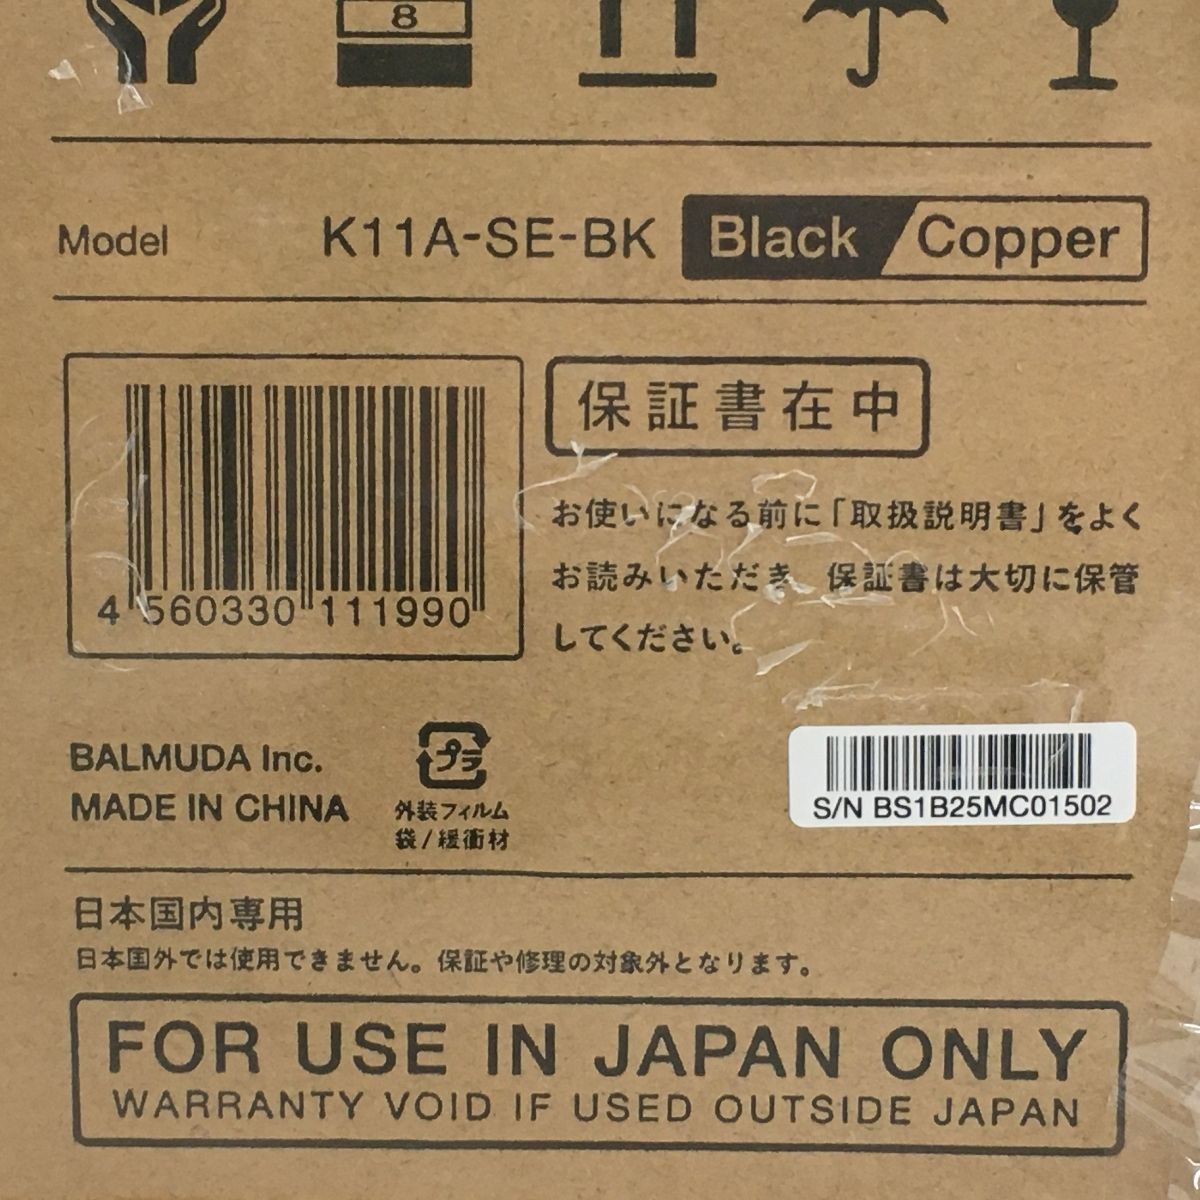 8
Model K11A-SE-BK Black Copper
保証書在中
お使いになる前に「取扱説明書」をよく
お読みいただき 保証書は大切に保管
してください。
4 560330 111990
BALMUDA Inc.
MADE IN CHINA
プラ
外装フィルム
袋/緩衝材
S/N BS1B25MC01502
日本国内専用
日本国外では使用できません。保証や修理の対象外となります。
FOR USE IN JAPAN ONLY
WARRANTY VOID IF USED OUTSIDE JAPAN